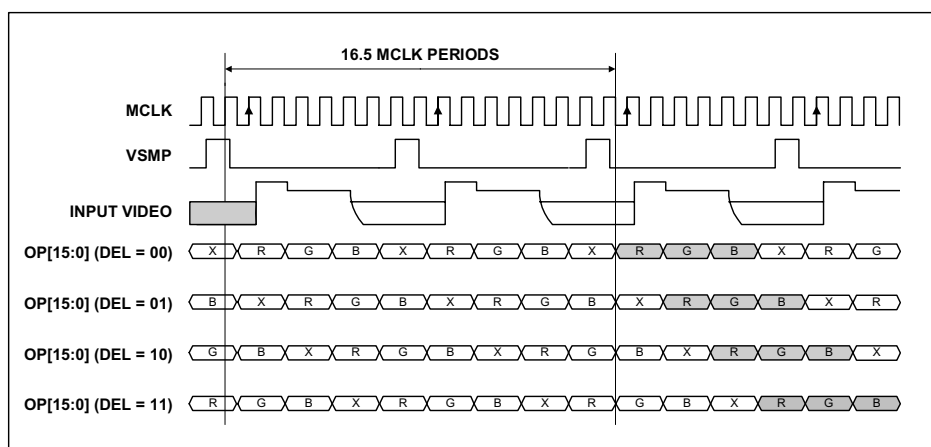 16.5 MCLK PERIODS
MCLK
VSMP
INPUT VIDEO
OP[15:0] (DEL = 00) X R G B X R G B X R G B X R G
OP[15:0] (DEL = 01) B X R G B X R G B X R G B X R
OP[15:0] (DEL = 10) G B X R G B X R G B X R G B X
OP[15:0] (DEL = 11) R G B X R G B X R G B X R G B